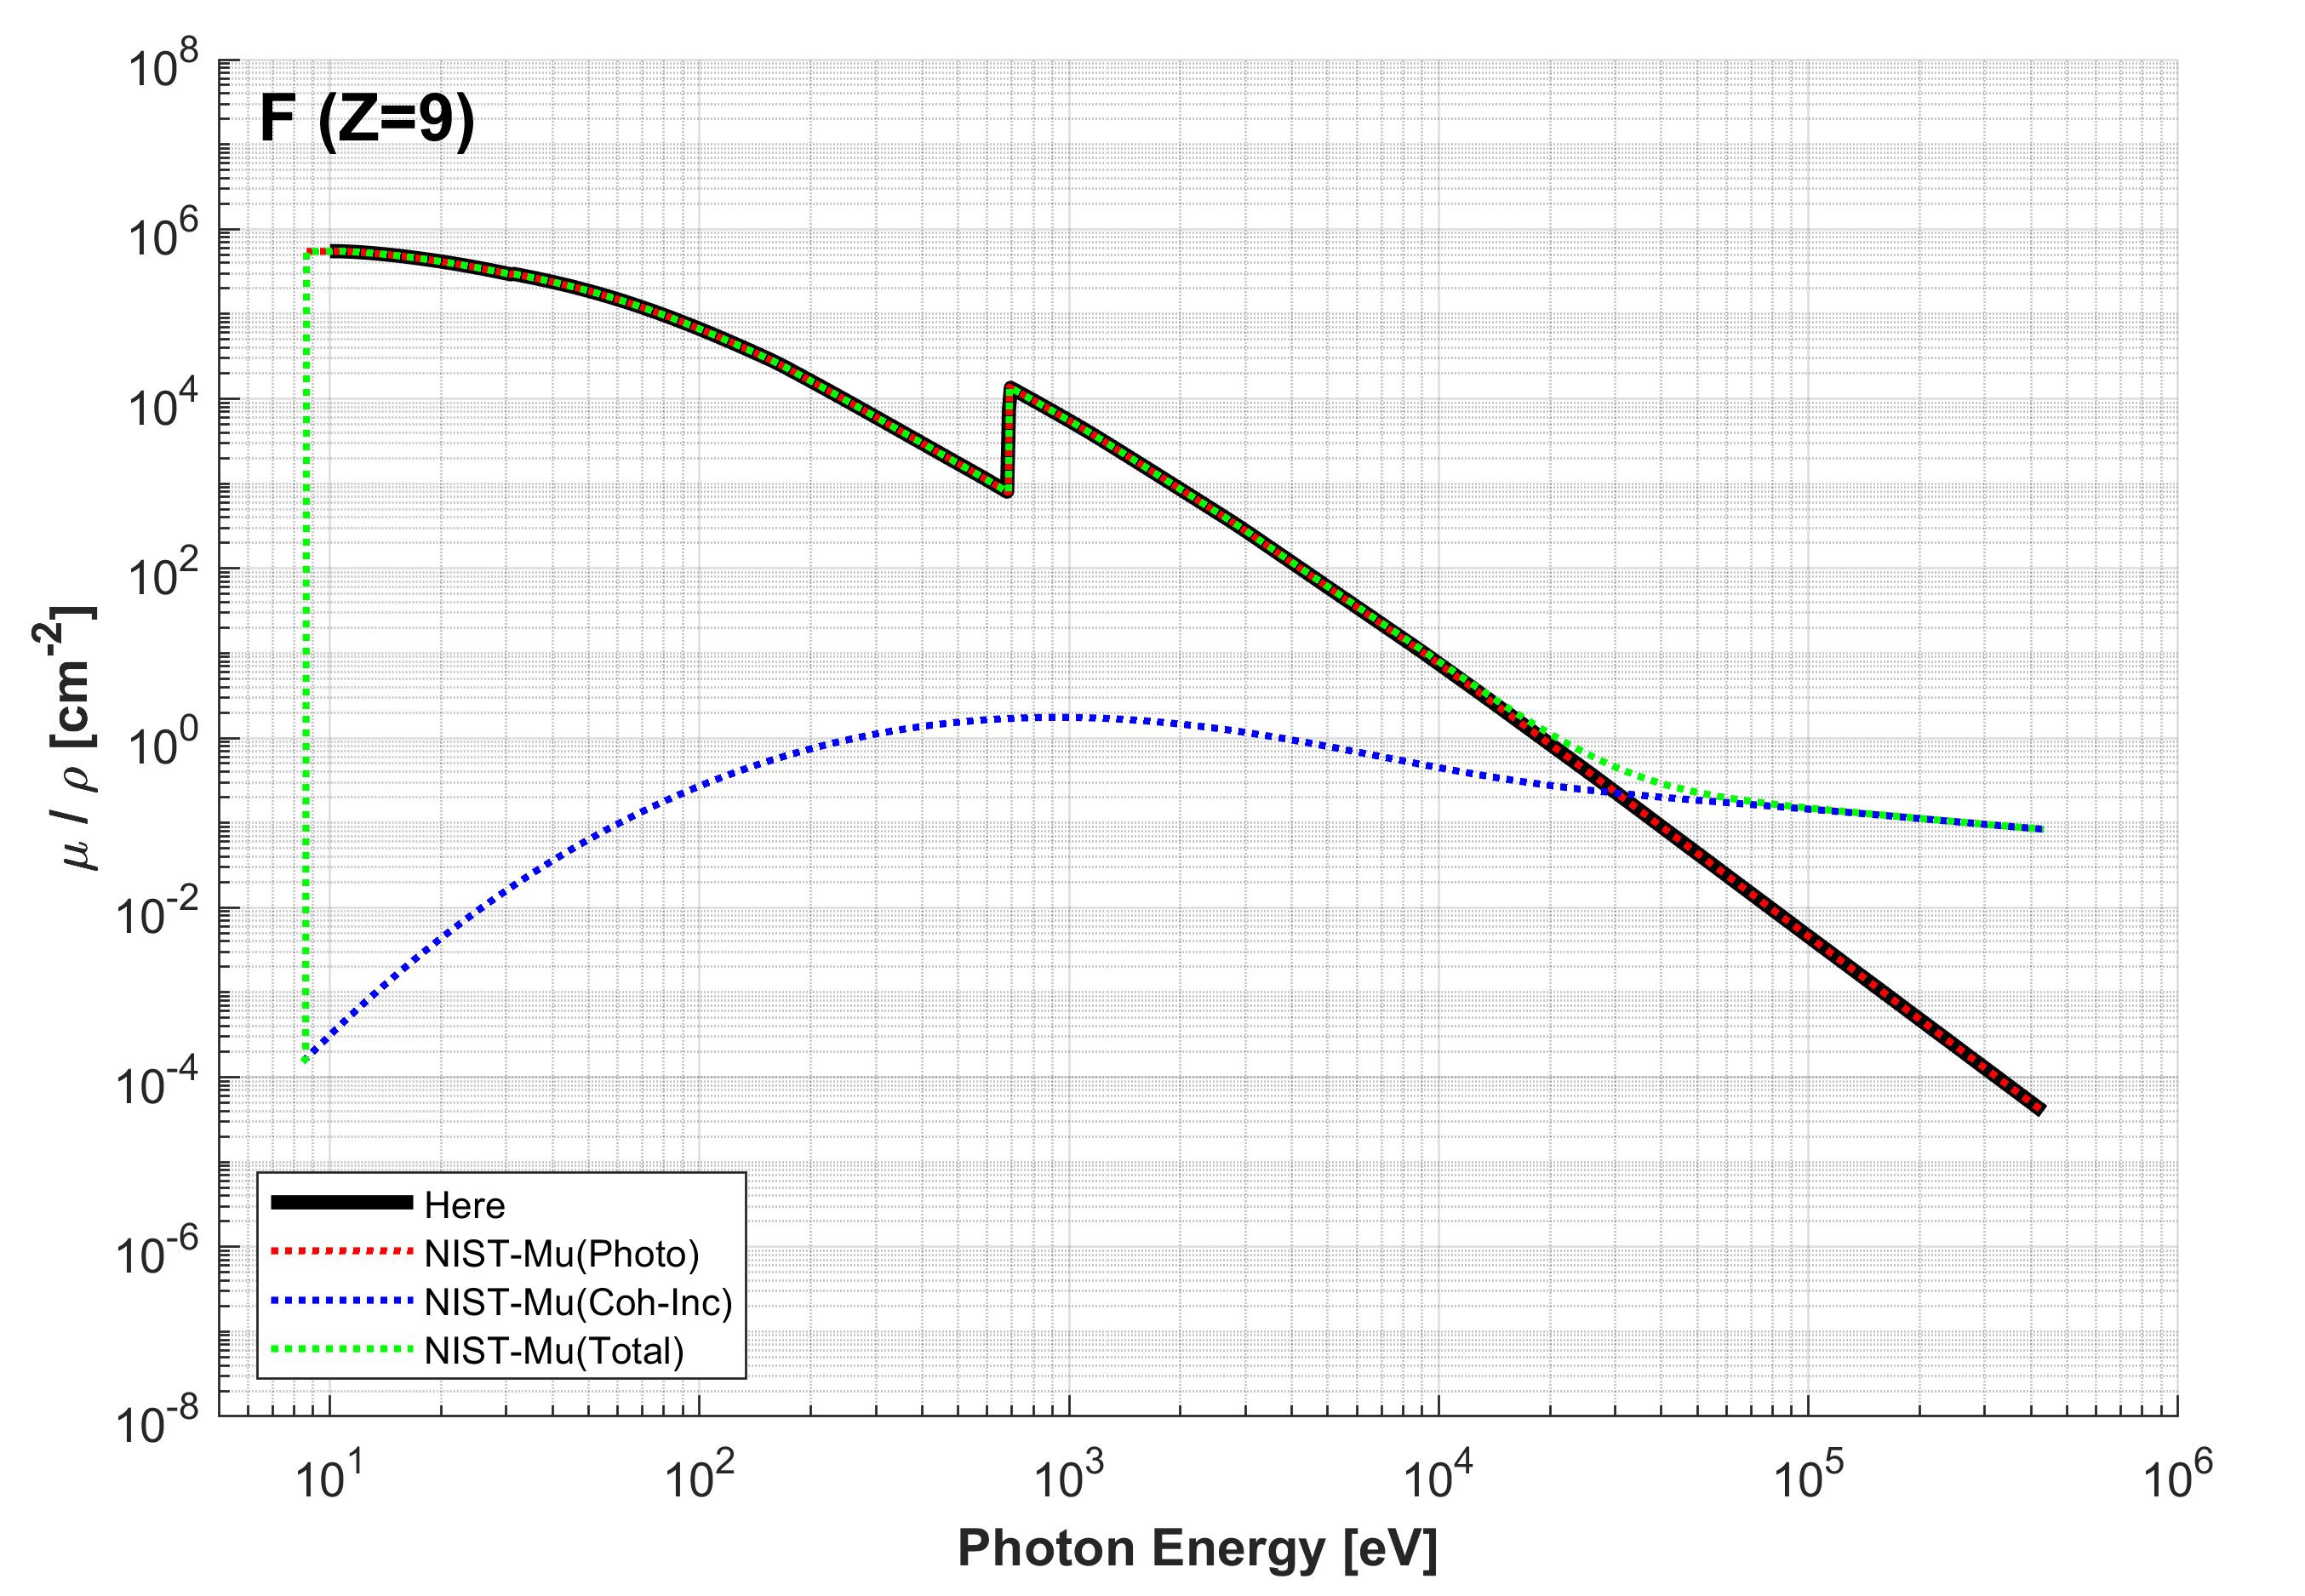 F (Z=9)
10^8
10^6
10^4
10^2
10^0
10^-2
10^-4
10^-6
10^-8
μ / ρ [cm^-2]
Here
NIST-Mu(Photo)
NIST-Mu(Coh-Inc)
NIST-Mu(Total)
10^1 10^2 10^3 10^4 10^5 10^6
Photon Energy [eV]